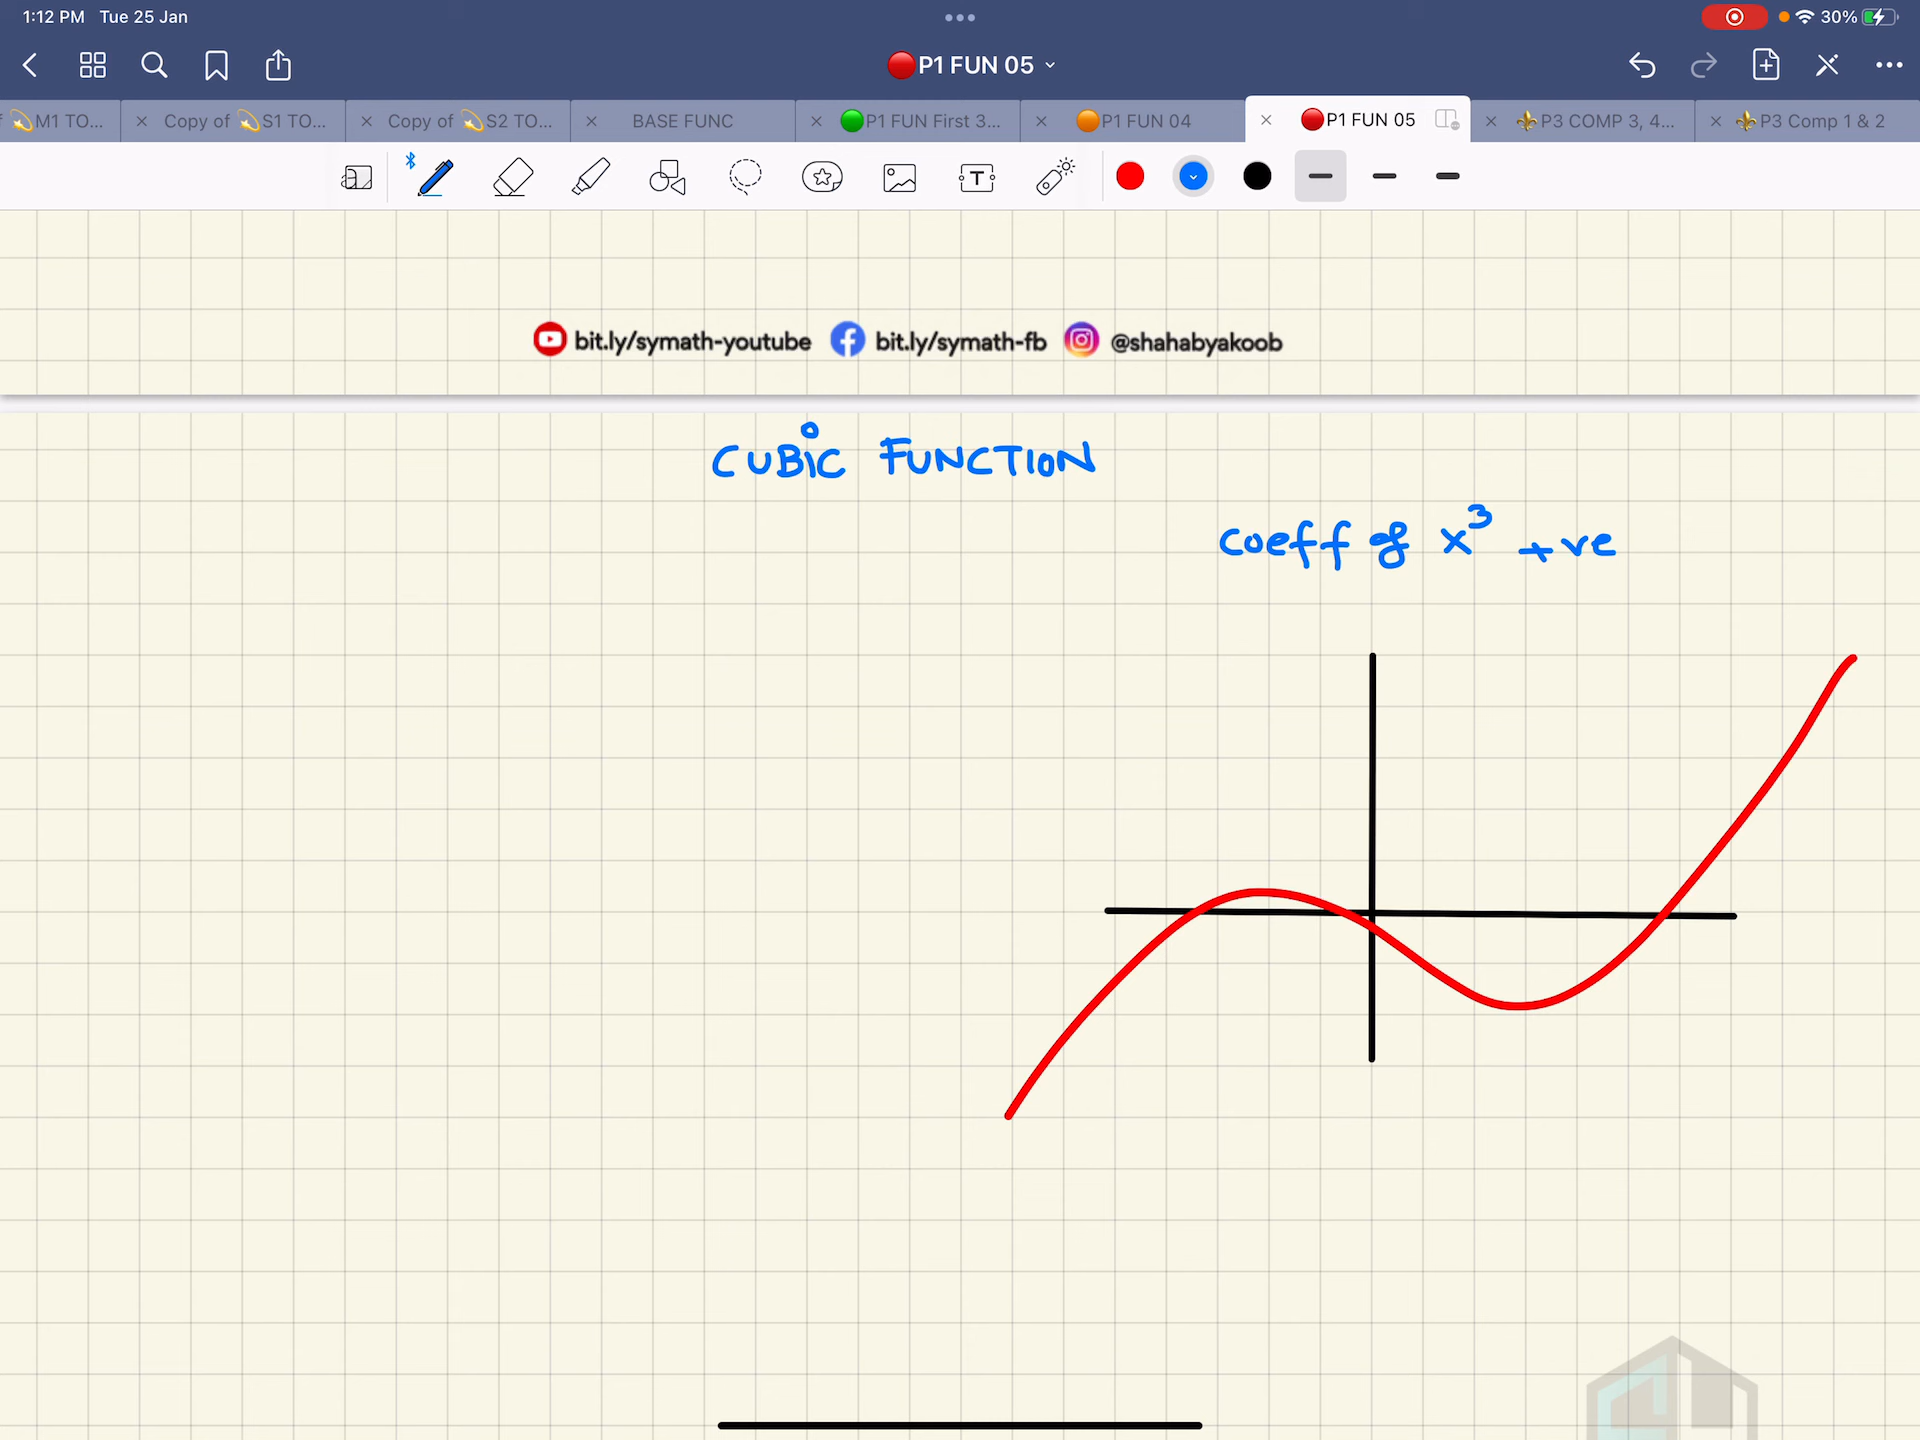 1:12 PM Tue 25 Jan
30%
P1 FUN 05
M1 TO...
Copy of S1 TO...
Copy of S2 TO...
BASE FUNC
P1 FUN First 3...
P1 FUN 04
P1 FUN 05
P3 COMP 3, 4...
P3 Comp 1 & 2
bit.ly/symath-youtube bit.ly/symath-fb @shahabyakoob
CUBiC FUNCTION
coeff of x³ +ve